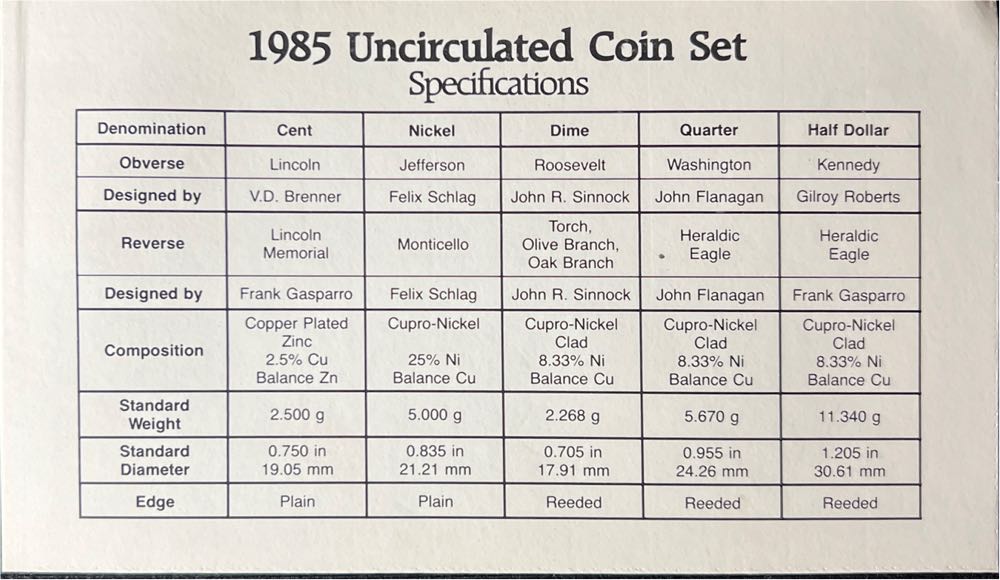 1985 Uncirculated Coin Set
Specifications
Denomination Cent Nickel Dime Quarter Half Dollar
Obverse Lincoln Jefferson Roosevelt Washington Kennedy
Designed by V.D. Brenner Felix Schlag John R. Sinnock John Flanagan Gilroy Roberts
Reverse Lincoln Memorial Monticello Torch, Olive Branch, Oak Branch Heraldic Eagle Heraldic Eagle
Designed by Frank Gasparro Felix Schlag John R. Sinnock John Flanagan Frank Gasparro
Composition Copper Plated Zinc 2.5% Cu Balance Zn Cupro-Nickel 25% Ni Balance Cu Cupro-Nickel Clad 8.33% Ni Balance Cu Cupro-Nickel Clad 8.33% Ni Balance Cu Cupro-Nickel Clad 8.33% Ni Balance Cu
Standard Weight 2.500 g 5.000 g 2.268 g 5.670 g 11.340 g
Standard Diameter 0.750 in 19.05 mm 0.835 in 21.21 mm 0.705 in 17.91 mm 0.955 in 24.26 mm 1.205 in 30.61 mm
Edge Plain Plain Reeded Reeded Reeded